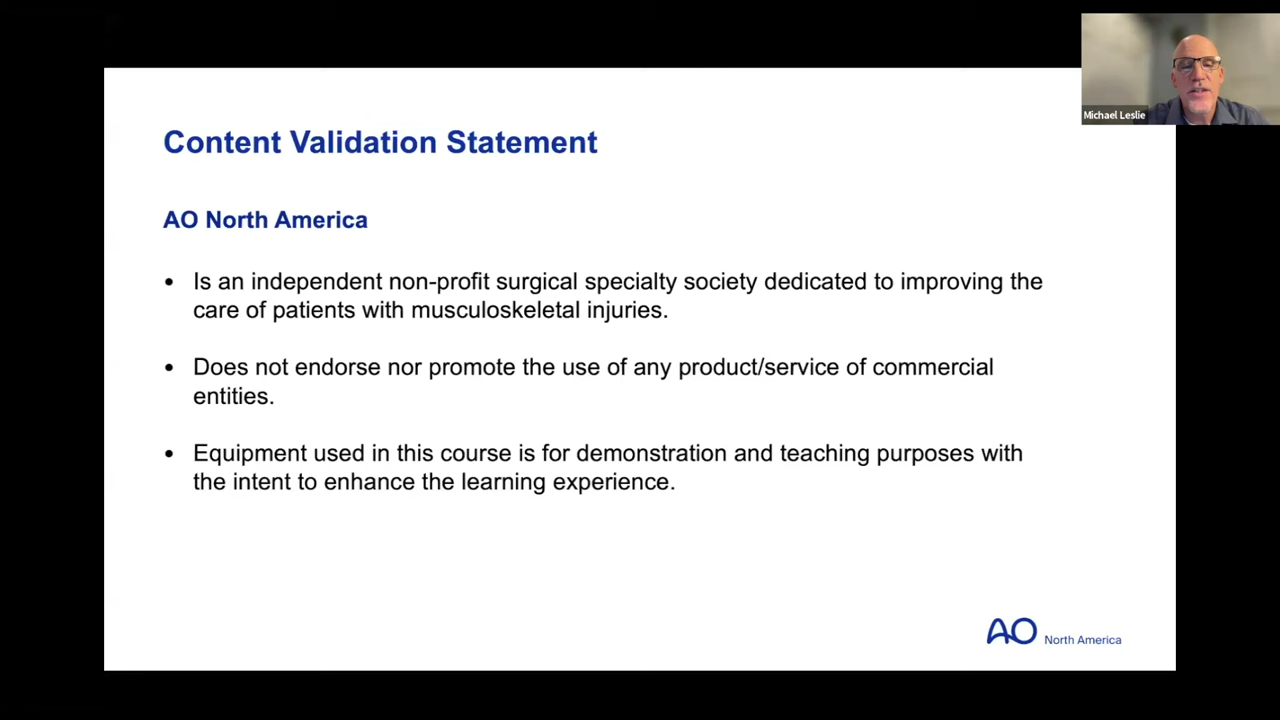 Michael Leslie
Content Validation Statement
AO North America
• Is an independent non-profit surgical specialty society dedicated to improving the
care of patients with musculoskeletal injuries.
• Does not endorse nor promote the use of any product/service of commercial
entities.
• Equipment used in this course is for demonstration and teaching purposes with
the intent to enhance the learning experience.
AO North America